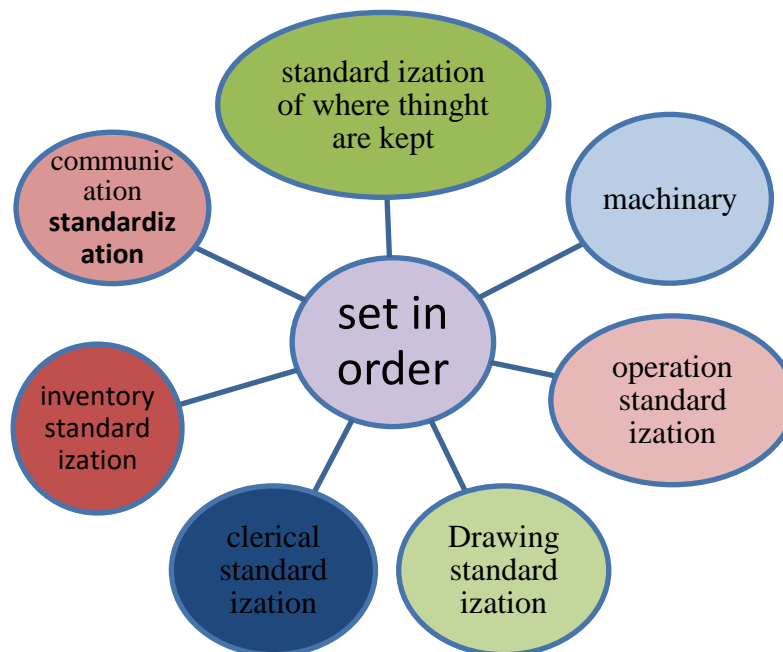 standard ization
of where thinght
are kept
communic
ation
standardiz
ation
machinary
set in
order
operation
standard
ization
inventory
standard
ization
clerical
standard
ization
Drawing
standard
ization